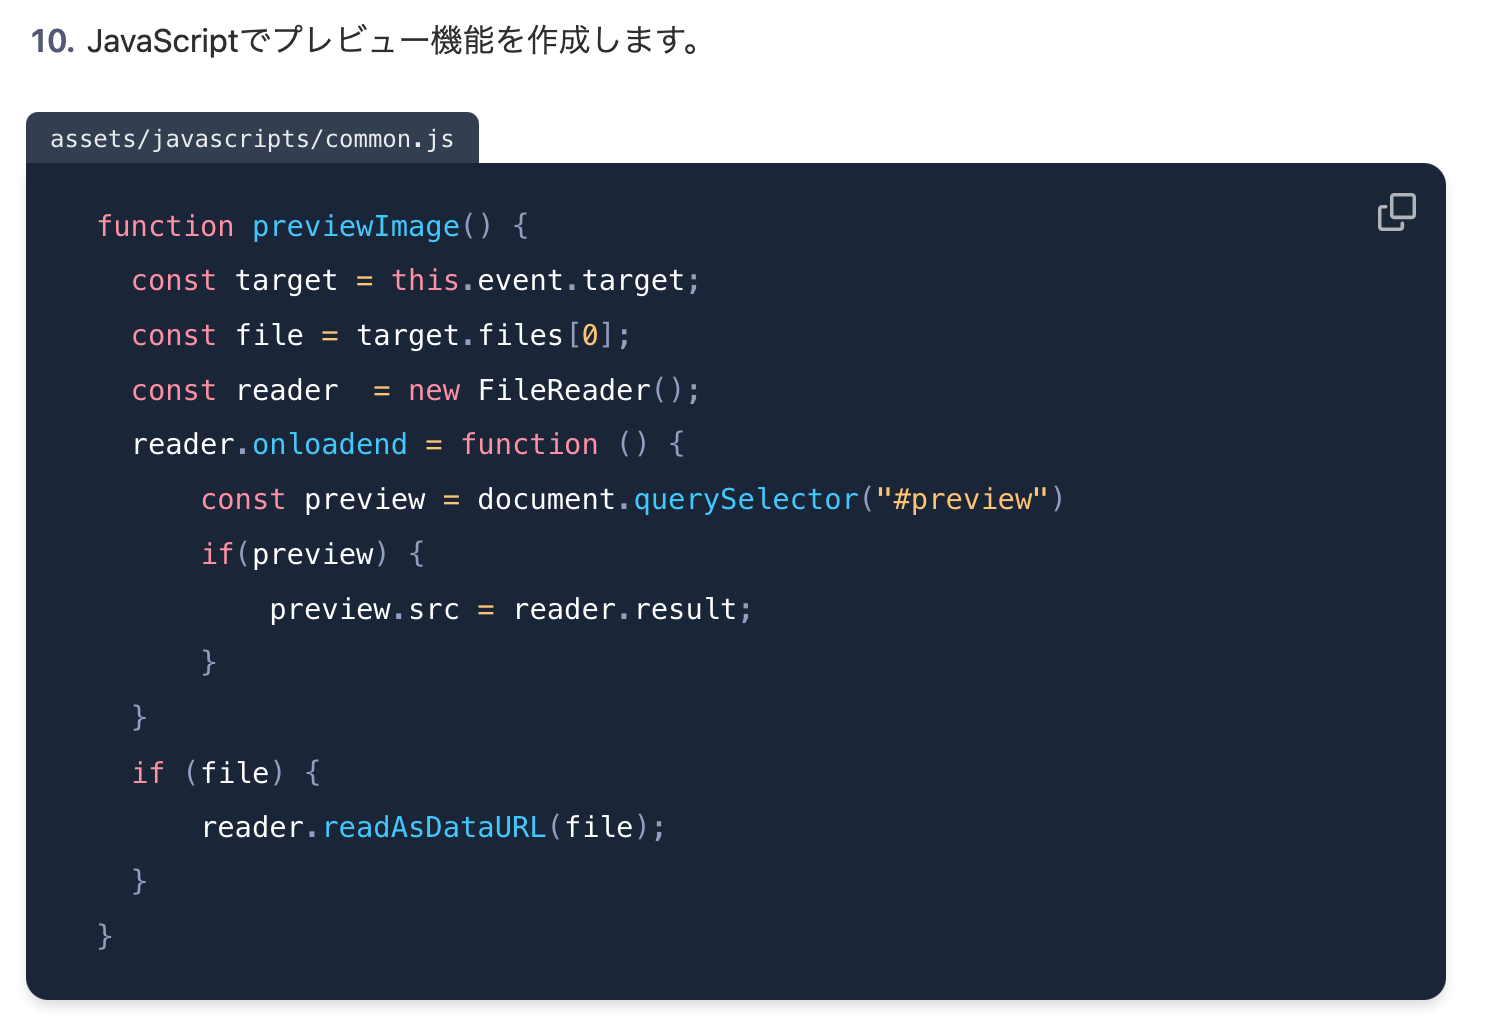 10. JavaScriptでプレビュー機能を作成します。
assets/javascripts/common.js
function previewImage() {
  const target = this.event.target;
  const file = target.files[0];
  const reader  = new FileReader();
  reader.onloadend = function () {
      const preview = document.querySelector("#preview")
      if(preview) {
          preview.src = reader.result;
      }
  }
  if (file) {
      reader.readAsDataURL(file);
  }
}